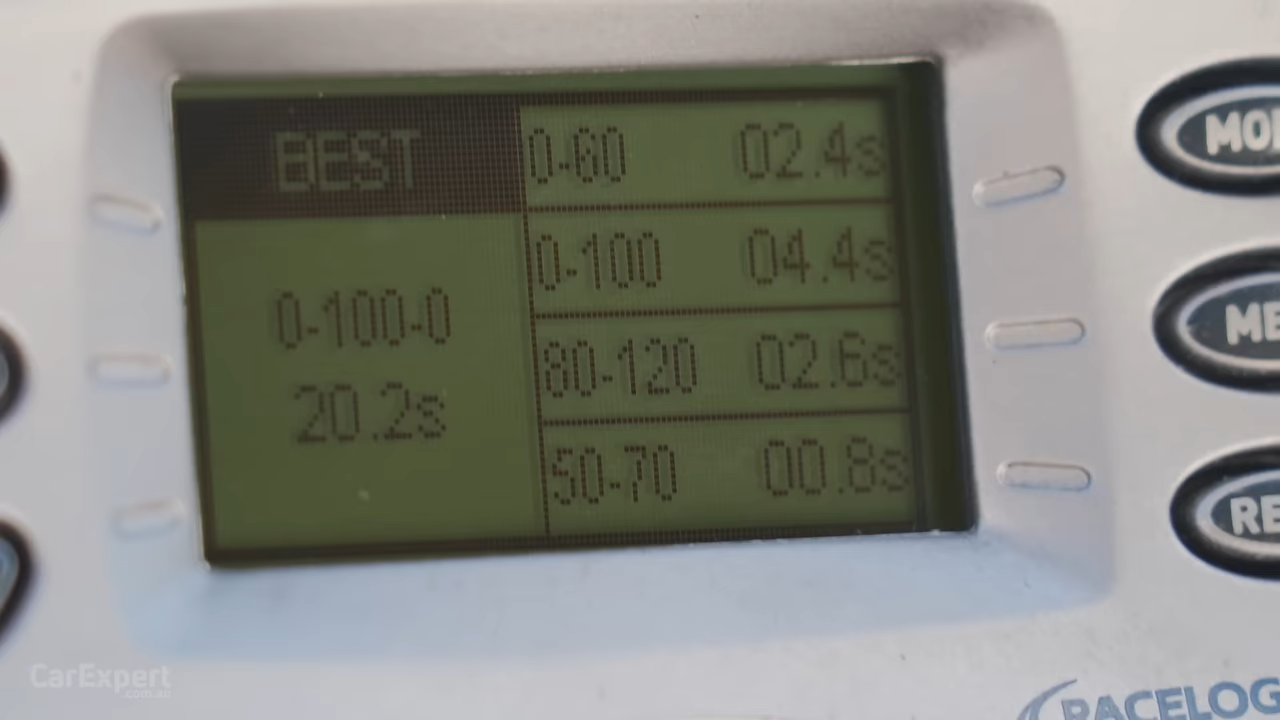 BEST
0-100-0
20.2s
0-60 02.4s
0-100 04.4s
80-120 02.6s
50-70 00.8s
MO
ME
RE
CarExpert
.com.au
RACELOG